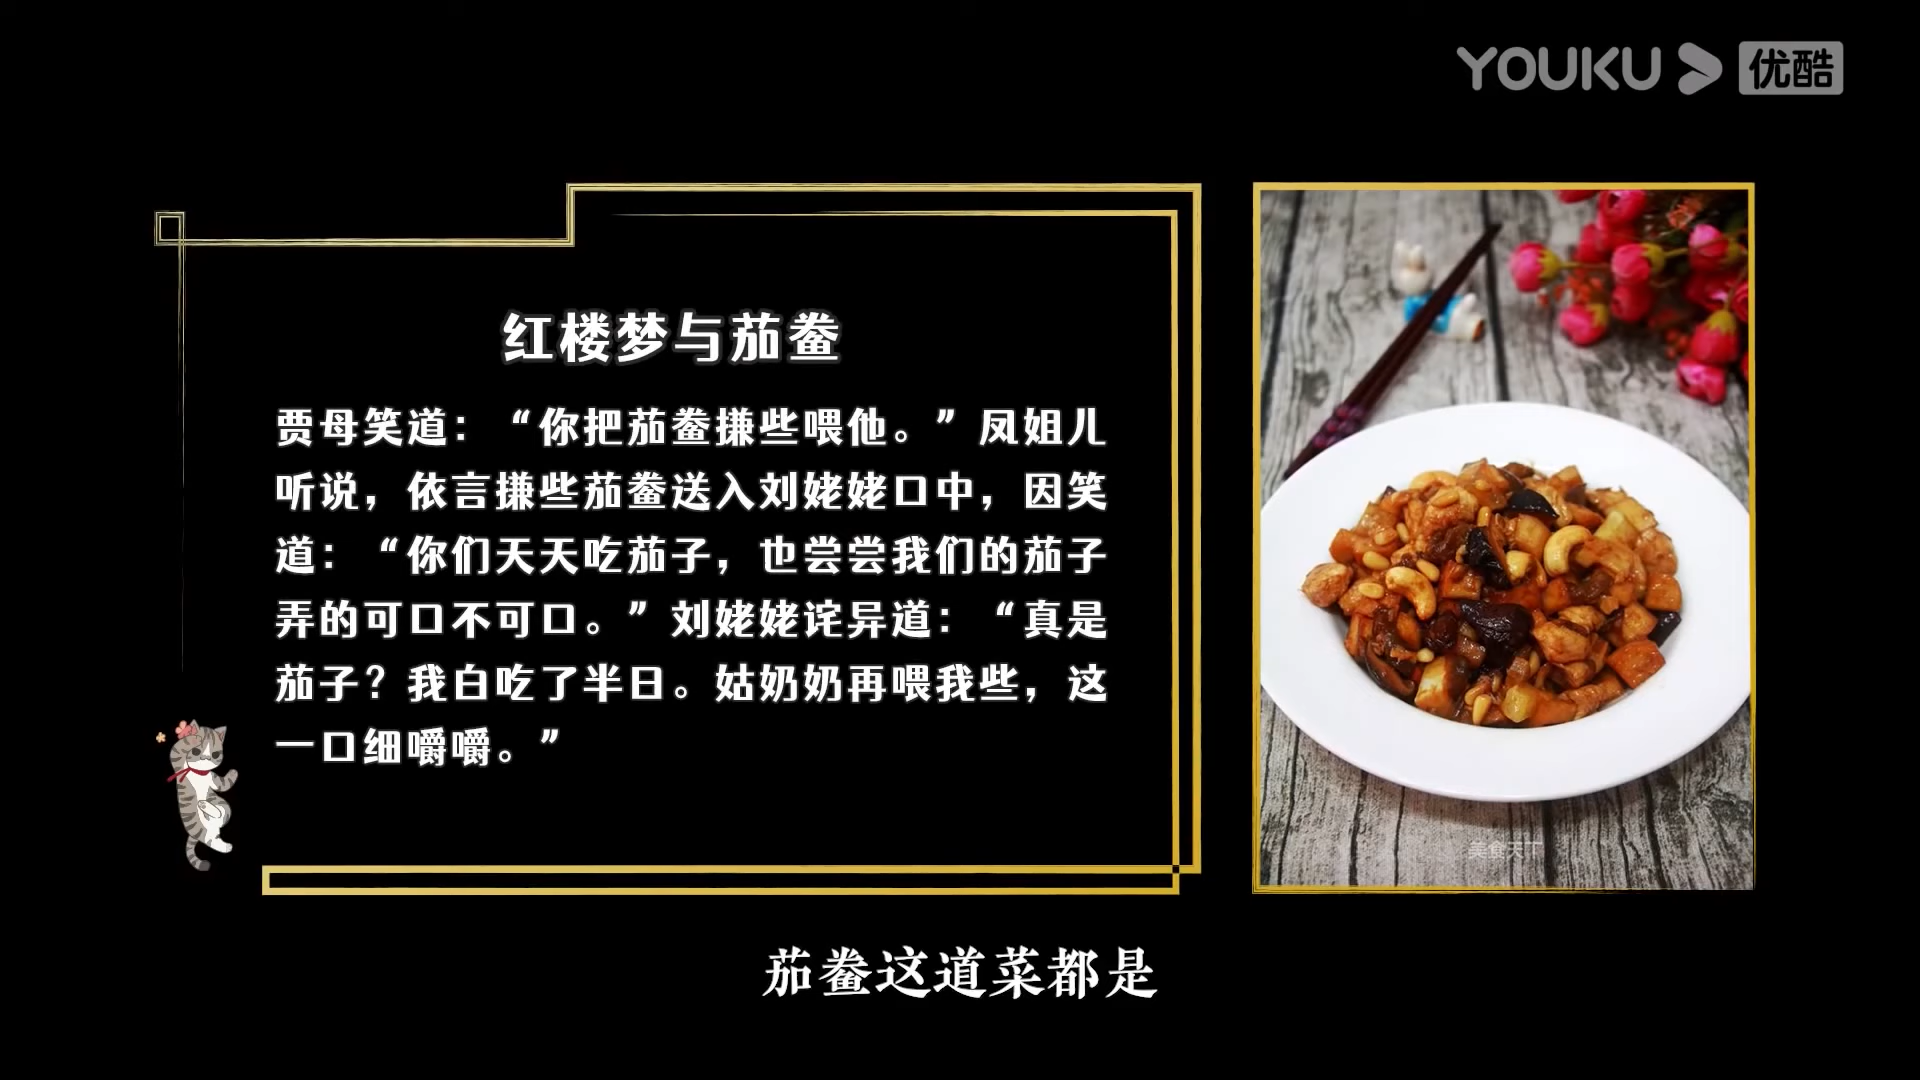 YOUKU 优酷
红楼梦与茄鲞
贾母笑道：“你把茄鲞搛些喂他。”凤姐儿
听说，依言搛些茄鲞送入刘姥姥口中，因笑
道：“你们天天吃茄子，也尝尝我们的茄子
弄的可口不可口。”刘姥姥诧异道：“真是
茄子？我白吃了半日。姑奶奶再喂我些，这
一口细嚼嚼。”
美食天下
茄鲞这道菜都是